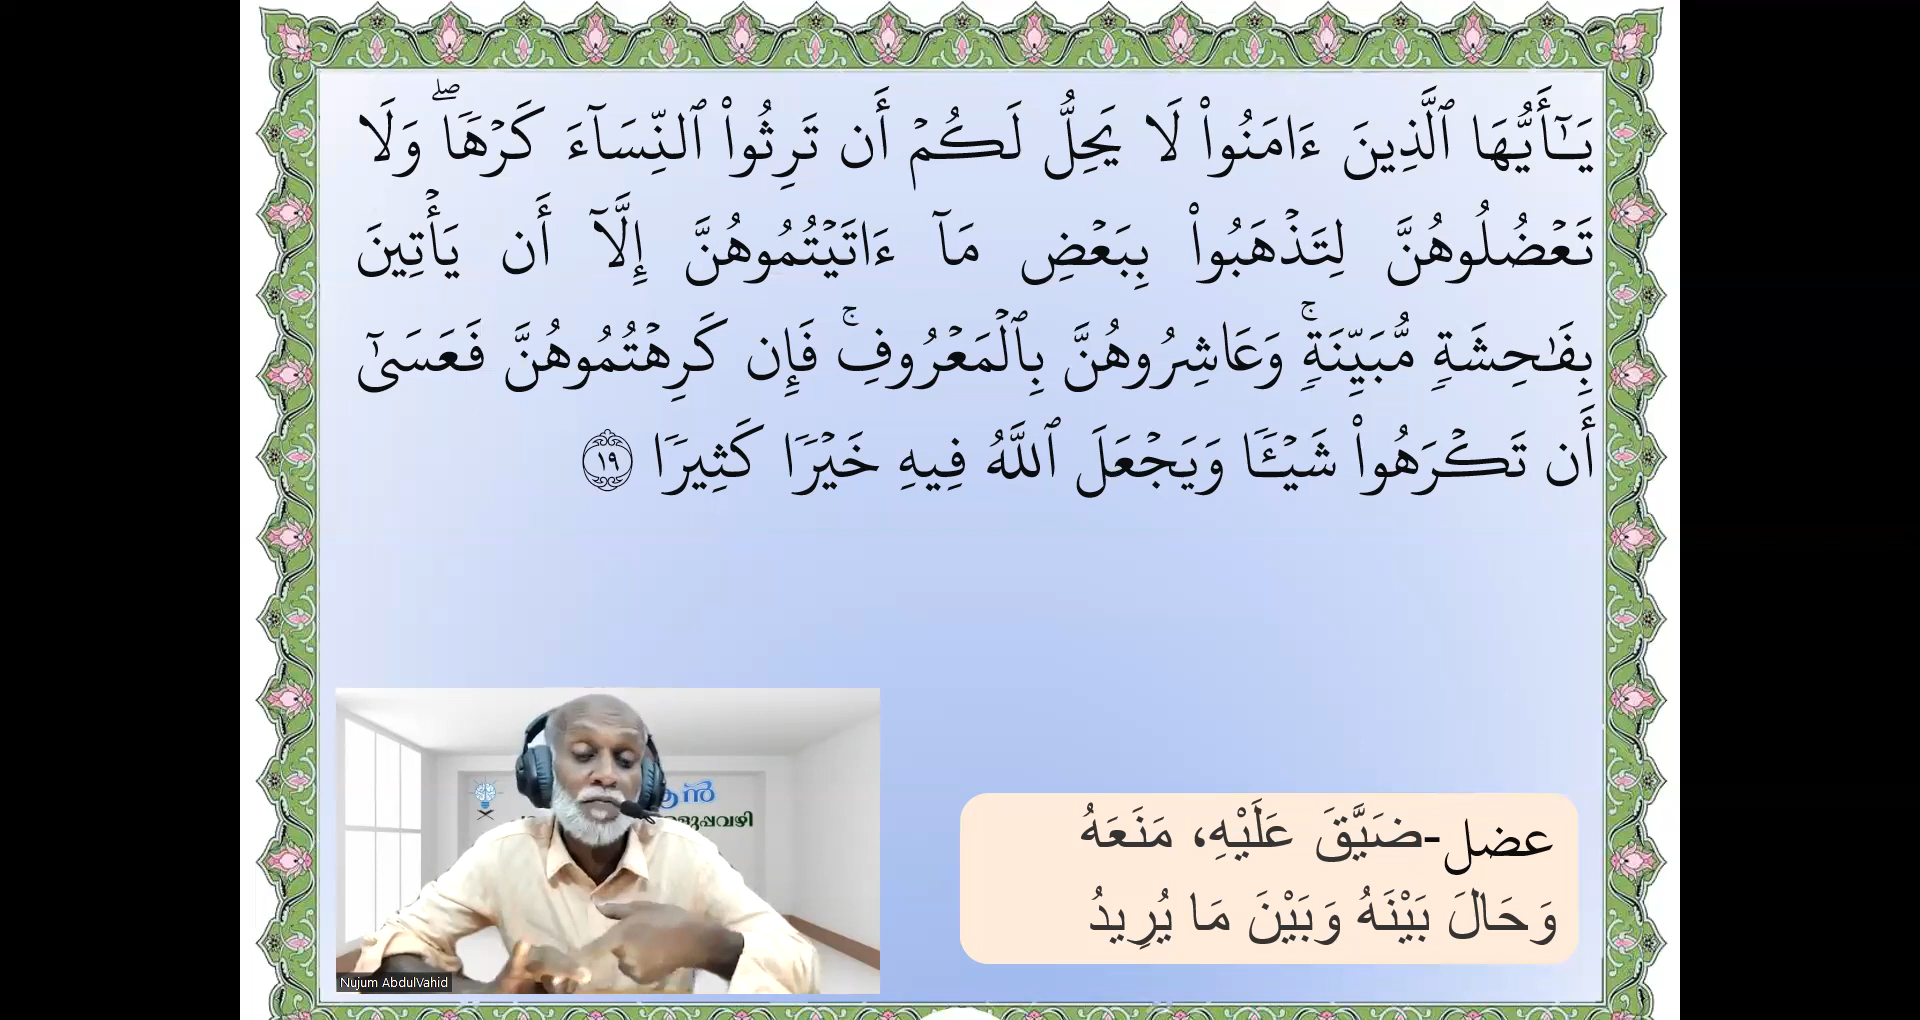 يَـٰٓأَيُّهَا ٱلَّذِينَ ءَامَنُوا۟ لَا يَحِلُّ لَكُمْ أَن تَرِثُوا۟ ٱلنِّسَآءَ كَرْهًا ۖ وَلَا
تَعْضُلُوهُنَّ لِتَذْهَبُوا۟ بِبَعْضِ مَآ ءَاتَيْتُمُوهُنَّ إِلَّآ أَن يَأْتِينَ
بِفَـٰحِشَةٍ مُّبَيِّنَةٍ ۚ وَعَاشِرُوهُنَّ بِٱلْمَعْرُوفِ ۚ فَإِن كَرِهْتُمُوهُنَّ فَعَسَىٰٓ
أَن تَكْرَهُوا۟ شَيْـًٔا وَيَجْعَلَ ٱللَّهُ فِيهِ خَيْرًا كَثِيرًا ١٩
عضل-ضَيَّقَ عَلَيْهِ، مَنَعَهُ
وَحَالَ بَيْنَهُ وَبَيْنَ مَا يُرِيدُ
Nujum AbdulVahid